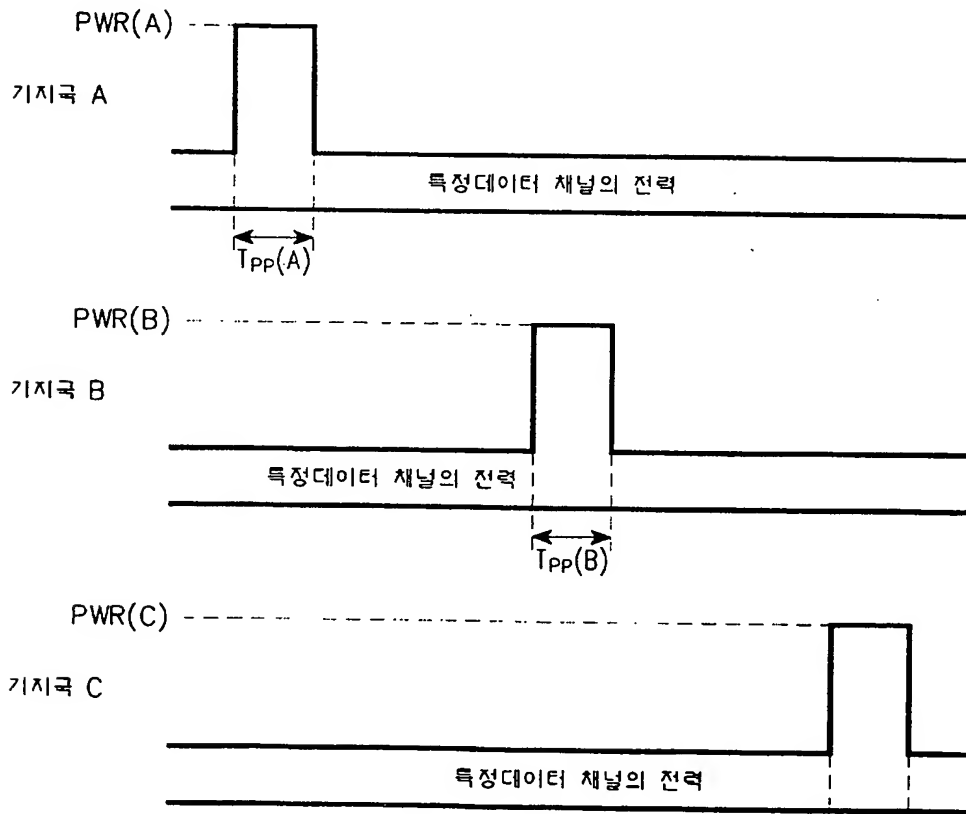 PWR(A)
기지국 A
특정데이터 채널의 전력
TPP(A)
PWR(B)
기지국 B
특정데이터 채널의 전력
TPP(B)
PWR(C)
기지국 C
특정데이터 채널의 전력